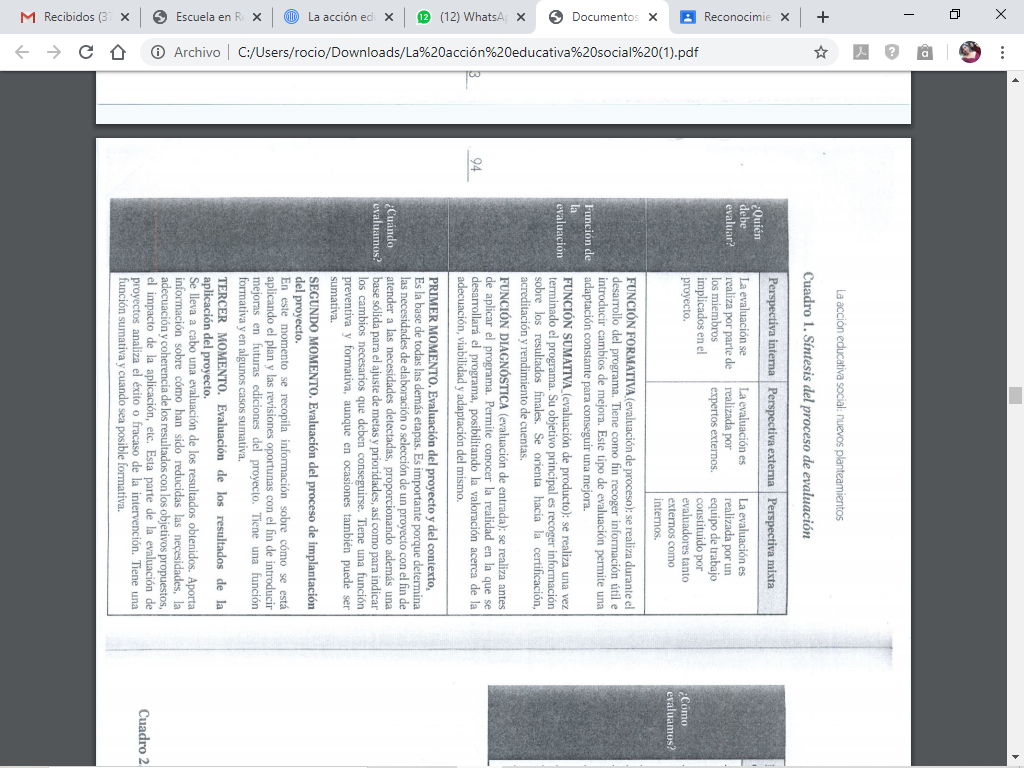 Recibidos (3
Escuela en R
La acción ed
(12) WhatsA
Documentos
Reconocimie
Archivo
C:/Users/rocio/Downloads/La%20acción%20educativa%20social%20(1).pdf
La acción educativa social: nuevos planteamientos
Cuadro 1. Síntesis del proceso de evaluación
¿Quién
debe
evaluar?
Perspectiva interna
La evaluación se
realiza por parte de
los miembros
implicados en el
proyecto.
Perspectiva externa
La evaluación es
realizada por
expertos externos.
Perspectiva mixta
La evaluación es
realizada por un
equipo de trabajo
constituido por
evaluadores tanto
externos como
internos.
Función de
la
evaluación
FUNCIÓN FORMATIVA (evaluación de proceso); se realiza durante el
desarrollo del programa. Tiene como fin recoger información útil e
introducir cambios de mejora. Este tipo de evaluación permite una
adaptación constante para conseguir una mejora.
FUNCIÓN SUMATIVA (evaluación de producto); se realiza una vez
terminado el programa. Su objetivo principal es recoger información
sobre los resultados finales. Se orienta hacia la certificación,
acreditación y rendimiento de cuentas.
FUNCIÓN DIAGNÓSTICA (evaluación de entrada); se realiza antes
de aplicar el programa. Permite conocer la realidad en la que se
desarrollará el programa, posibilitando la valoración acerca de la
adecuación, viabilidad y adaptación del mismo.
¿Cuándo
evaluamos?
PRIMER MOMENTO. Evaluación del proyecto y del contexto,
Es la base de todas las demás etapas. Es importante porque determina
las necesidades de elaboración o selección de un proyecto con el fin de
atender a las necesidades detectadas, proporcionando además una
base sólida para el ajuste de metas y prioridades, así como para indicar
los cambios necesarios que deben conseguirse. Tiene una función
preventiva y formativa, aunque en ocasiones también puede ser
sumativa.
SEGUNDO MOMENTO. Evaluación del proceso de implantación
del proyecto.
En este momento se recopila información sobre cómo se está
aplicando el plan y las revisiones oportunas con el fin de introducir
mejoras en futuras ediciones del proyecto. Tiene una función
formativa y en algunos casos sumativa.
TERCER MOMENTO. Evaluación de los resultados de la
aplicación del proyecto.
Se lleva a cabo una evaluación de los resultados obtenidos. Aporta
información sobre cómo han sido reducidas las necesidades, la
adecuación y coherencia de los resultados con los objetivos propuestos,
el impacto de la aplicación, etc. Esta parte de la evaluación de
proyectos analiza el éxito o fracaso de la intervención. Tiene una
función sumativa y cuando sea posible formativa.
94
¿Cómo
evaluamos?
Cuadro 2